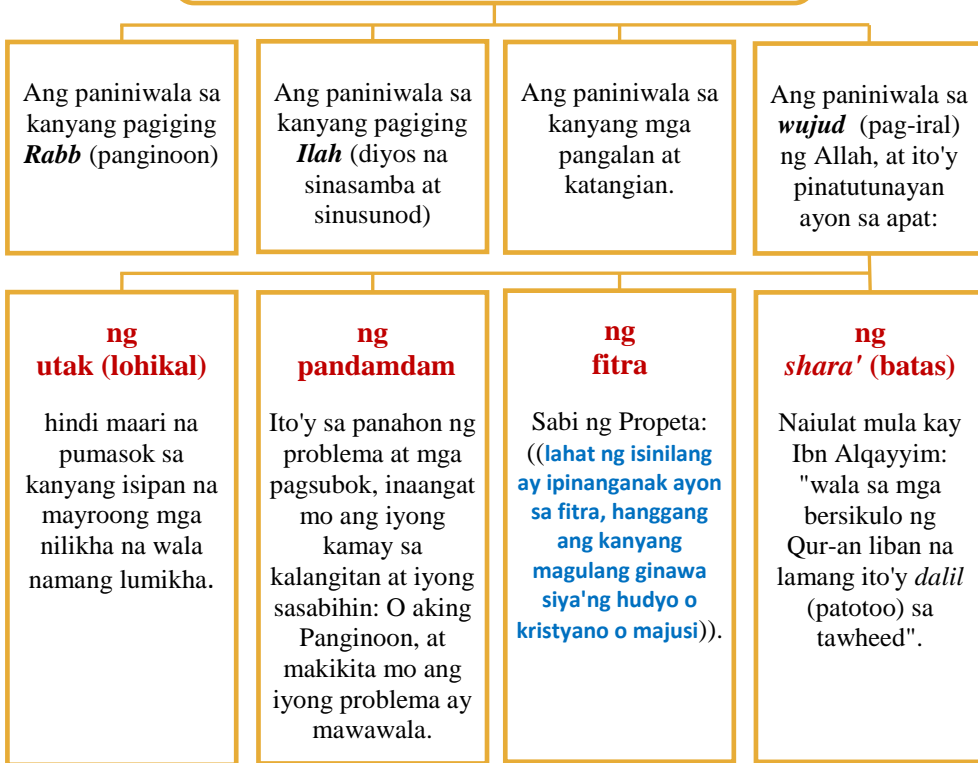 Ang paniniwala sa
kanyang pagiging
Rabb (panginoon)
Ang paniniwala sa
kanyang pagiging
Ilah (diyos na
sinasamba at
sinusunod)
Ang paniniwala sa
kanyang mga
pangalan at
katangian.
Ang paniniwala sa
wujud (pag-iral)
ng Allah, at ito'y
pinatutunayan
ayon sa apat:
ng
utak (lohikal)
hindi maari na
pumasok sa
kanyang isipan na
mayroong mga
nilikha na wala
namang lumikha.
ng
pandamdam
Ito'y sa panahon ng
problema at mga
pagsubok, inaangat
mo ang iyong
kamay sa
kalangitan at iyong
sasabihin: O aking
Panginoon, at
makikita mo ang
iyong problema ay
mawawala.
ng
fitra
Sabi ng Propeta:
((lahat ng isinilang
ay ipinanganak ayon
sa fitra, hanggang
ang kanyang
magulang ginawa
siya'ng hudyo o
kristyano o majusi)).
ng
shara' (batas)
Naiulat mula kay
Ibn Alqayyim:
"wala sa mga
bersikulo ng
Qur-an liban na
lamang ito'y dalil
(patotoo) sa
tawheed".